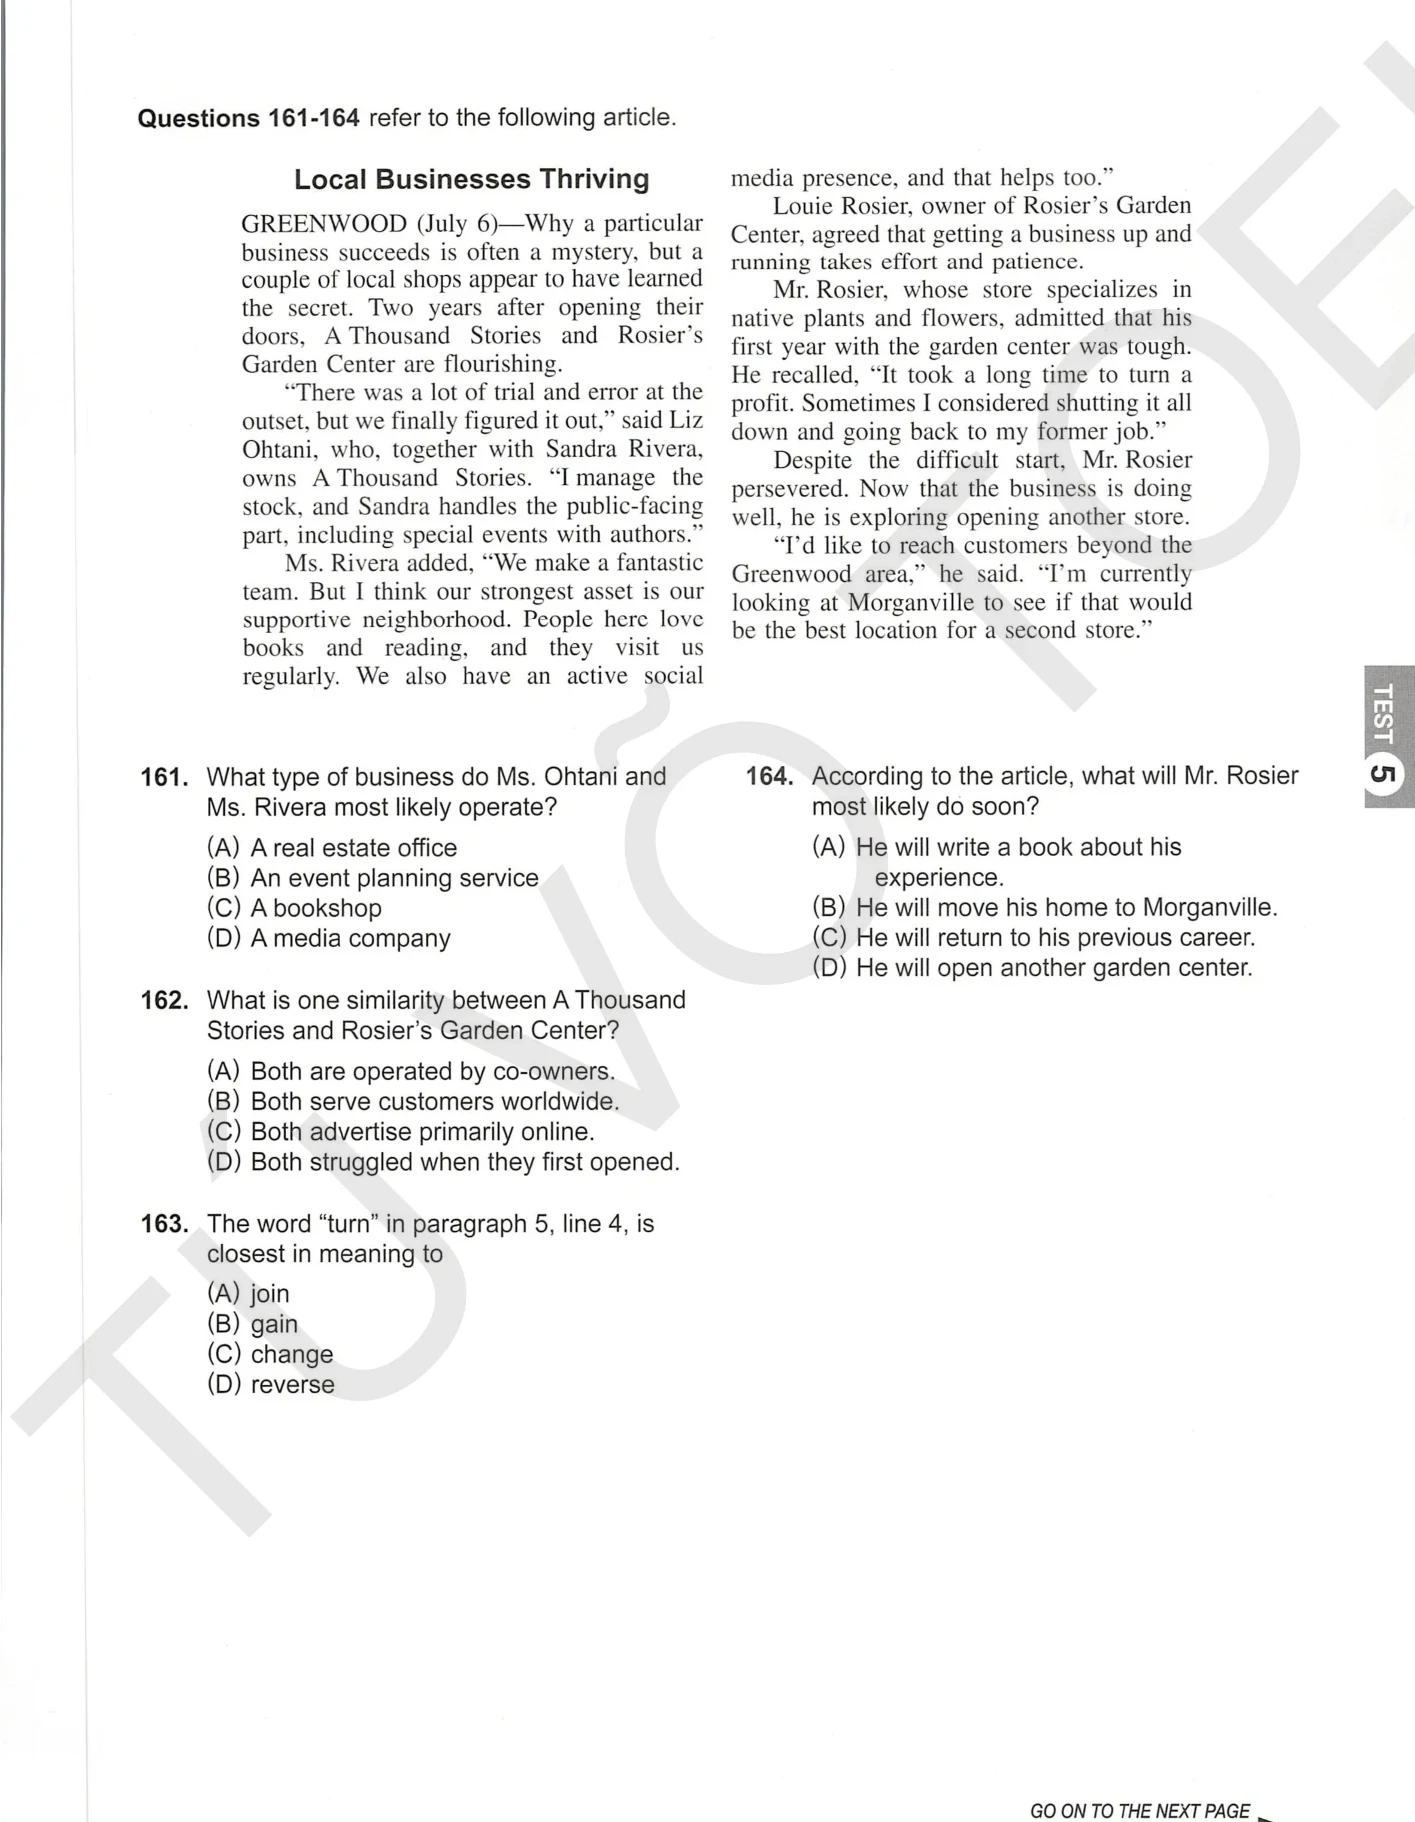 Questions 161-164 refer to the following article.
Local Businesses Thriving
GREENWOOD (July 6)—Why a particular
business succeeds is often a mystery, but a
couple of local shops appear to have learned
the secret. Two years after opening their
doors, A Thousand Stories and Rosier's
Garden Center are flourishing.
"There was a lot of trial and error at the
outset, but we finally figured it out," said Liz
Ohtani, who, together with Sandra Rivera,
owns A Thousand Stories. "I manage the
stock, and Sandra handles the public-facing
part, including special events with authors."
Ms. Rivera added, "We make a fantastic
team. But I think our strongest asset is our
supportive neighborhood. People here love
books and reading, and they visit us
regularly. We also have an active social
media presence, and that helps too."
Louie Rosier, owner of Rosier's Garden
Center, agreed that getting a business up and
running takes effort and patience.
Mr. Rosier, whose store specializes in
native plants and flowers, admitted that his
first year with the garden center was tough.
He recalled, "It took a long time to turn a
profit. Sometimes I considered shutting it all
down and going back to my former job."
Despite the difficult start, Mr. Rosier
persevered. Now that the business is doing
well, he is exploring opening another store.
"I'd like to reach customers beyond the
Greenwood area," he said. "I'm currently
looking at Morganville to see if that would
be the best location for a second store."
161. What type of business do Ms. Ohtani and
Ms. Rivera most likely operate?
(A) A real estate office
(B) An event planning service
(C) A bookshop
(D) A media company
162. What is one similarity between A Thousand
Stories and Rosier's Garden Center?
(A) Both are operated by co-owners.
(B) Both serve customers worldwide.
(C) Both advertise primarily online.
(D) Both struggled when they first opened.
163. The word "turn" in paragraph 5, line 4, is
closest in meaning to
(A) join
(B) gain
(C) change
(D) reverse
164. According to the article, what will Mr. Rosier
most likely do soon?
(A) He will write a book about his
experience.
(B) He will move his home to Morganville.
(C) He will return to his previous career.
(D) He will open another garden center.
TEST 5
GO ON TO THE NEXT PAGE
TÚ VÕ TOEI